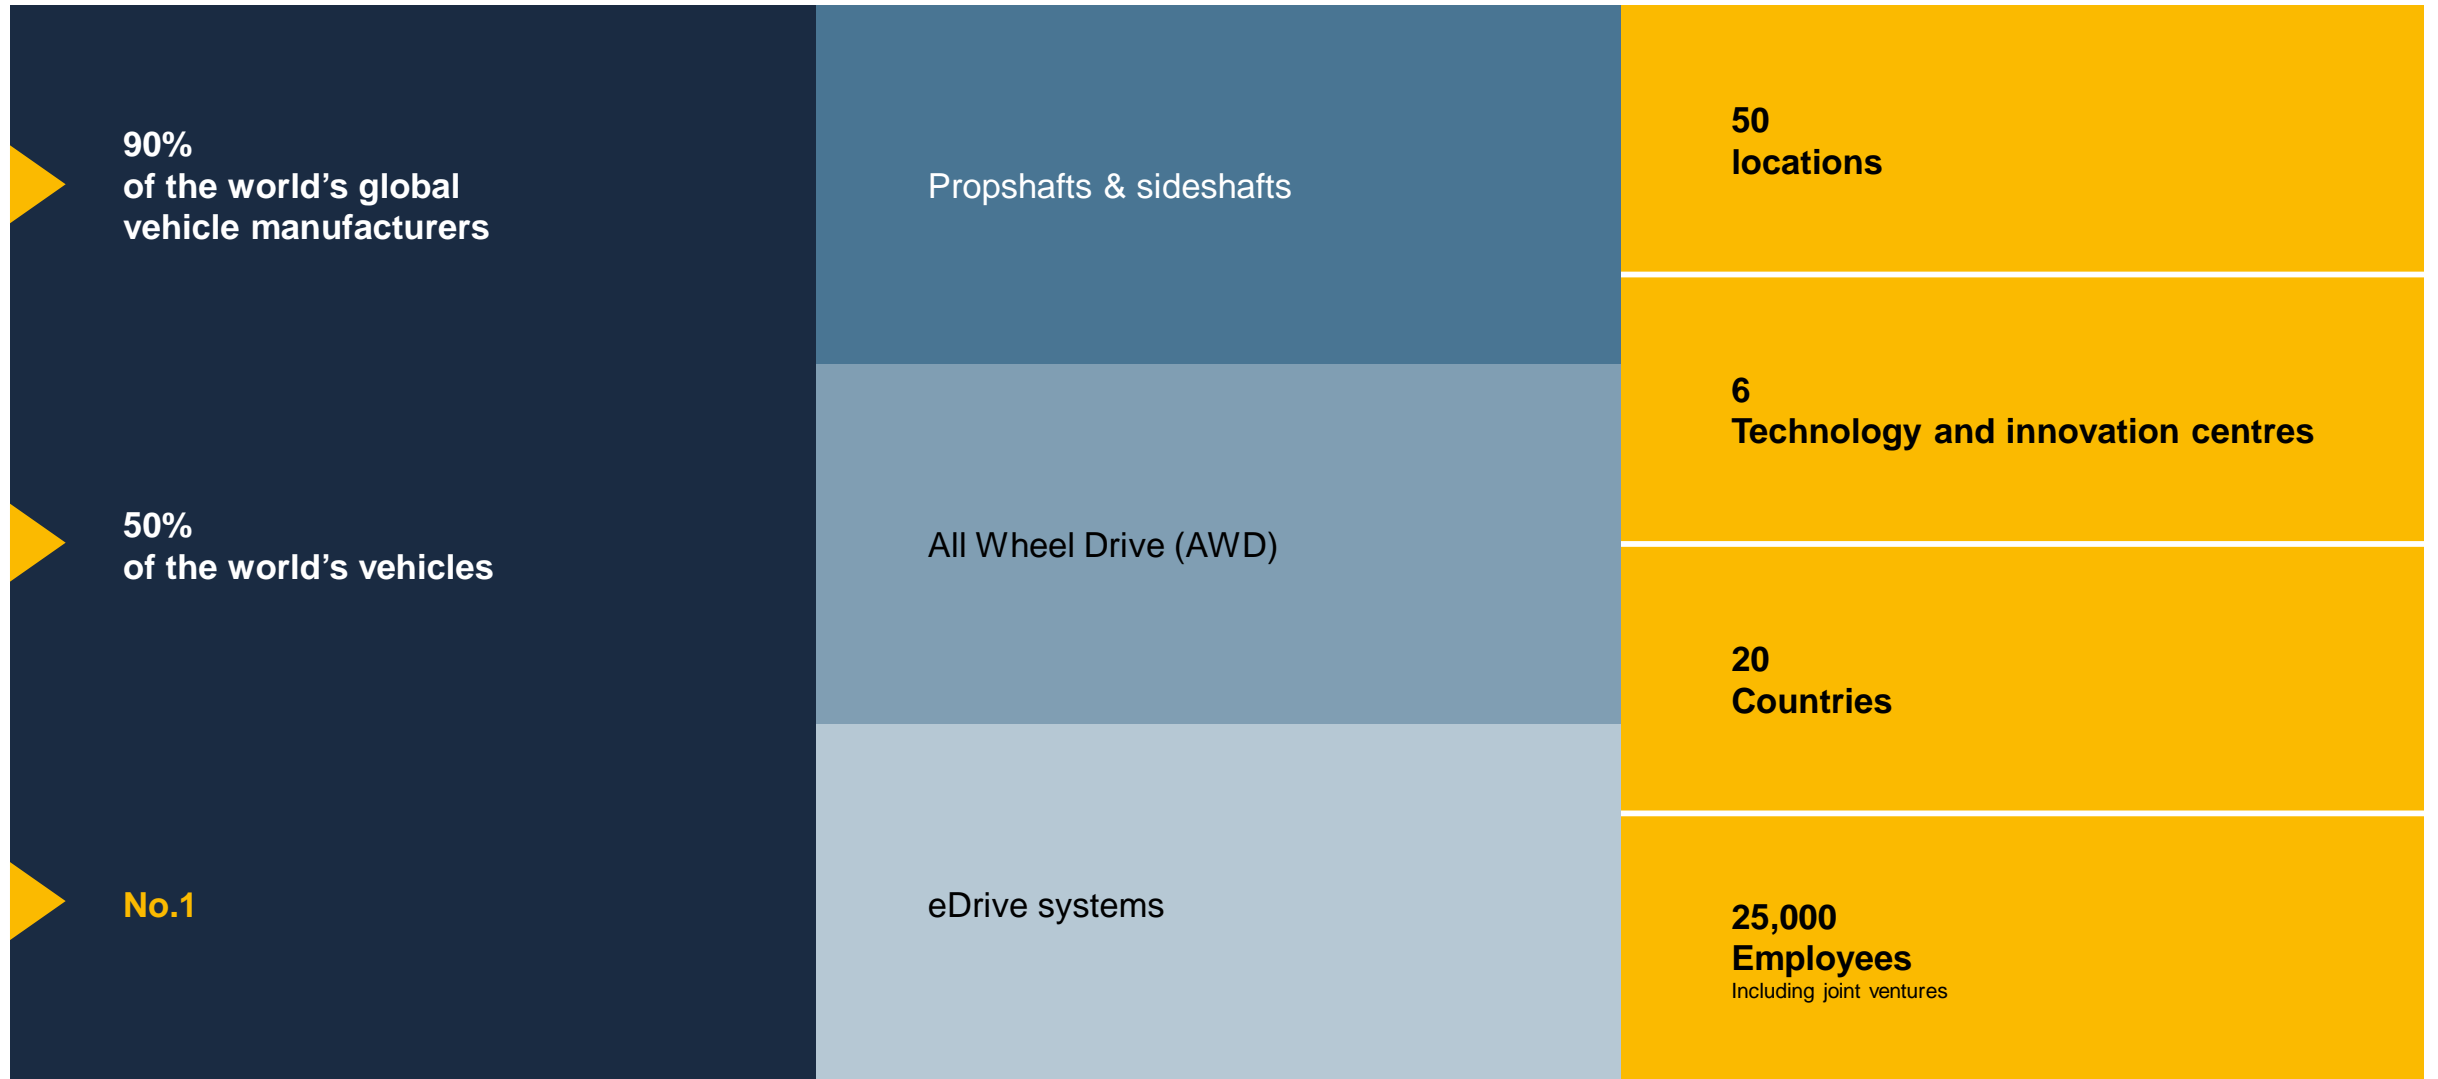 90%
of the world’s global
vehicle manufacturers
50%
of the world’s vehicles
No.1
Propshafts & sideshafts
All Wheel Drive (AWD)
eDrive systems
50
locations
6
Technology and innovation centres
20
Countries
25,000
Employees
Including joint ventures